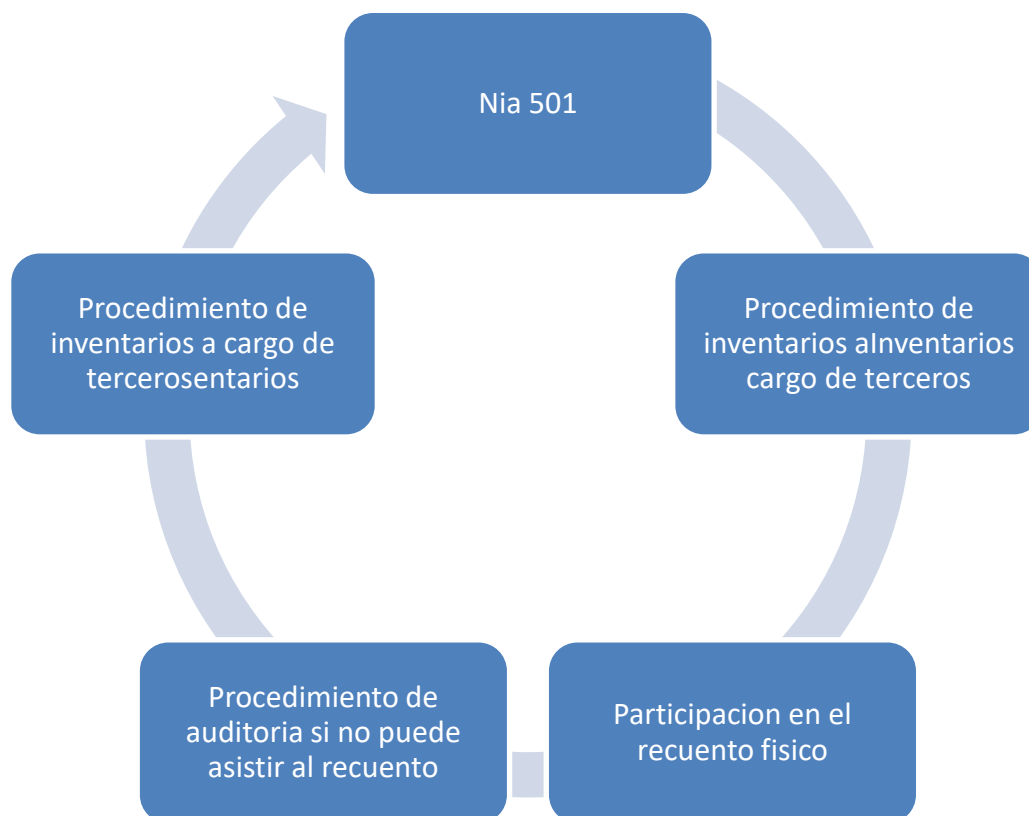 Nia 501
Procedimiento de
inventarios aInventarios
cargo de terceros
Participacion en el
recuento fisico
Procedimiento de
auditoria si no puede
asistir al recuento
Procedimiento de
inventarios a cargo de
tercerosentarios